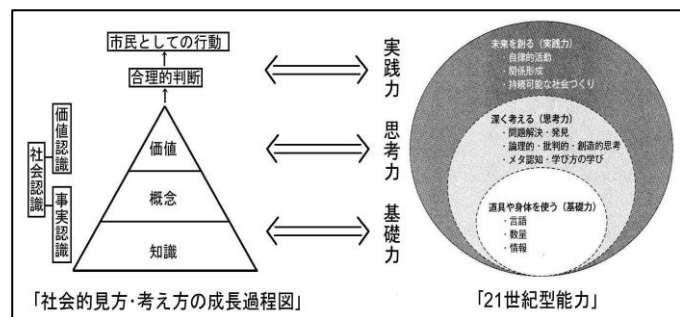 市民としての行動
合理的判断
価値
概念
知識
社会認識
価値認識
事実認識
実践力
思考力
基礎力
未来を創る（実践力）
・自律的活動
・関係形成
・持続可能な社会づくり
深く考える（思考力）
・問題解決・発見
・論理的・批判的・創造的思考
・メタ認知・学び方の学び
道具や身体を使う（基礎力）
・言語
・数量
・情報
「社会的見方・考え方の成長過程図」
「21世紀型能力」